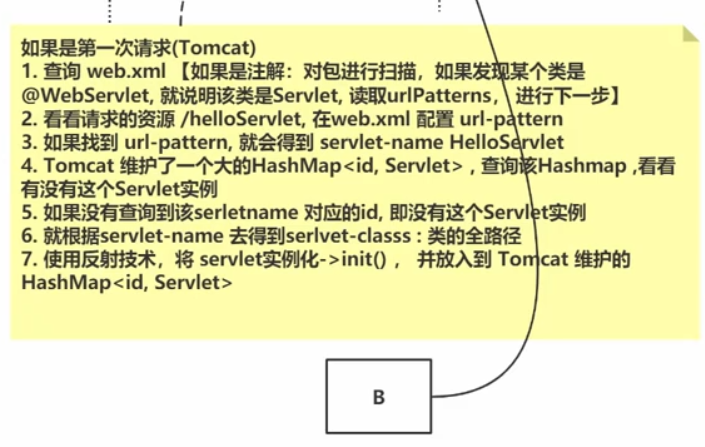 如果是第一次请求(Tomcat)
1. 查询 web.xml 【如果是注解：对包进行扫描，如果发现某个类是
@WebServlet, 就说明该类是Servlet, 读取urlPatterns， 进行下一步】
2. 看看请求的资源 /helloServlet, 在web.xml 配置 url-pattern
3. 如果找到 url-pattern, 就会得到 servlet-name HelloServlet
4. Tomcat 维护了一个大的HashMap<id, Servlet> , 查询该Hashmap ,看看
有没有这个Servlet实例
5. 如果没有查询到该serletname 对应的id, 即没有这个Servlet实例
6. 就根据servlet-name 去得到serlvet-classs : 类的全路径
7. 使用反射技术，将 servlet实例化->init() ， 并放入到 Tomcat 维护的
HashMap<id, Servlet>
B